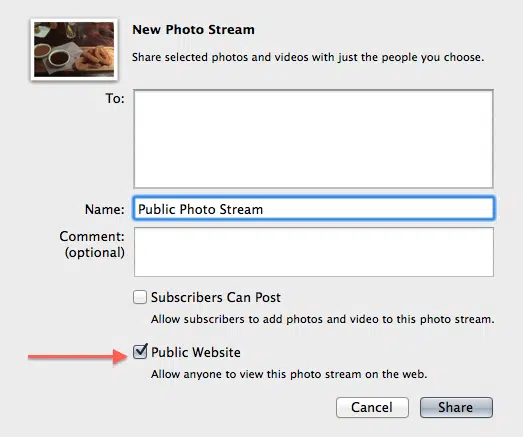 New Photo Stream
Share selected photos and videos with just the people you choose.
To:
Name: Public Photo Stream
Comment:
(optional)
Subscribers Can Post
Allow subscribers to add photos and video to this photo stream.
Public Website
Allow anyone to view this photo stream on the web.
Cancel Share